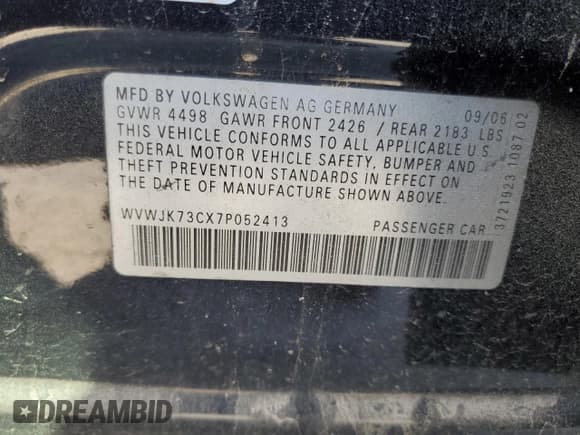 MFD BY VOLKSWAGEN AG GERMANY 09/06
GVWR 4498 GAWR FRONT 2426 / REAR 2183 LBS
THIS VEHICLE CONFORMS TO ALL APPLICABLE U.S.
FEDERAL MOTOR VEHICLE SAFETY, BUMPER AND
THEFT PREVENTION STANDARDS IN EFFECT ON
THE DATE OF MANUFACTURE SHOWN ABOVE.
WVWJK73CX7P052413 PASSENGER CAR
3721923 1087 02
DREAMBID